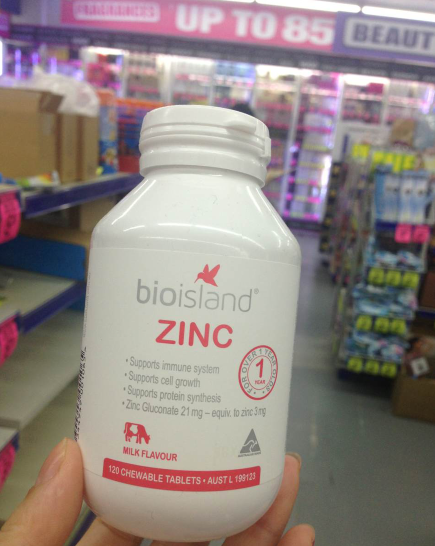 FRAGRANCES
UP TO 85
BEAUT
bioisland®
ZINC
• Supports immune system
• Supports cell growth
• Supports protein synthesis
• Zinc Gluconate 21 mg – equiv. to zinc 3 mg
FOR OVER 1 YEAR
1
YEAR
MILK FLAVOUR
120 CHEWABLE TABLETS • AUST L 199123